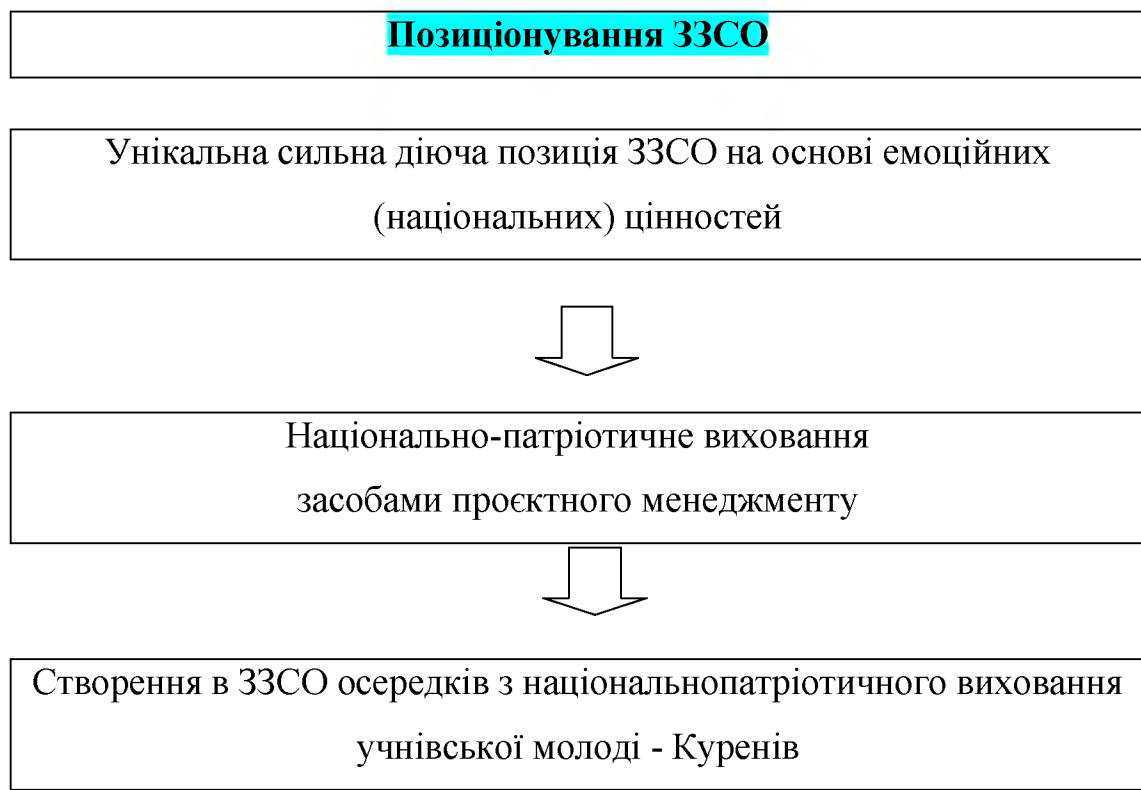 Позиціонування ЗЗСО
Унікальна сильна діюча позиція ЗЗСО на основі емоційних
(національних) цінностей
Національно-патріотичне виховання
засобами проєктного менеджменту
Створення в ЗЗСО осередків з національнопатріотичного виховання
учнівської молоді - Куренів